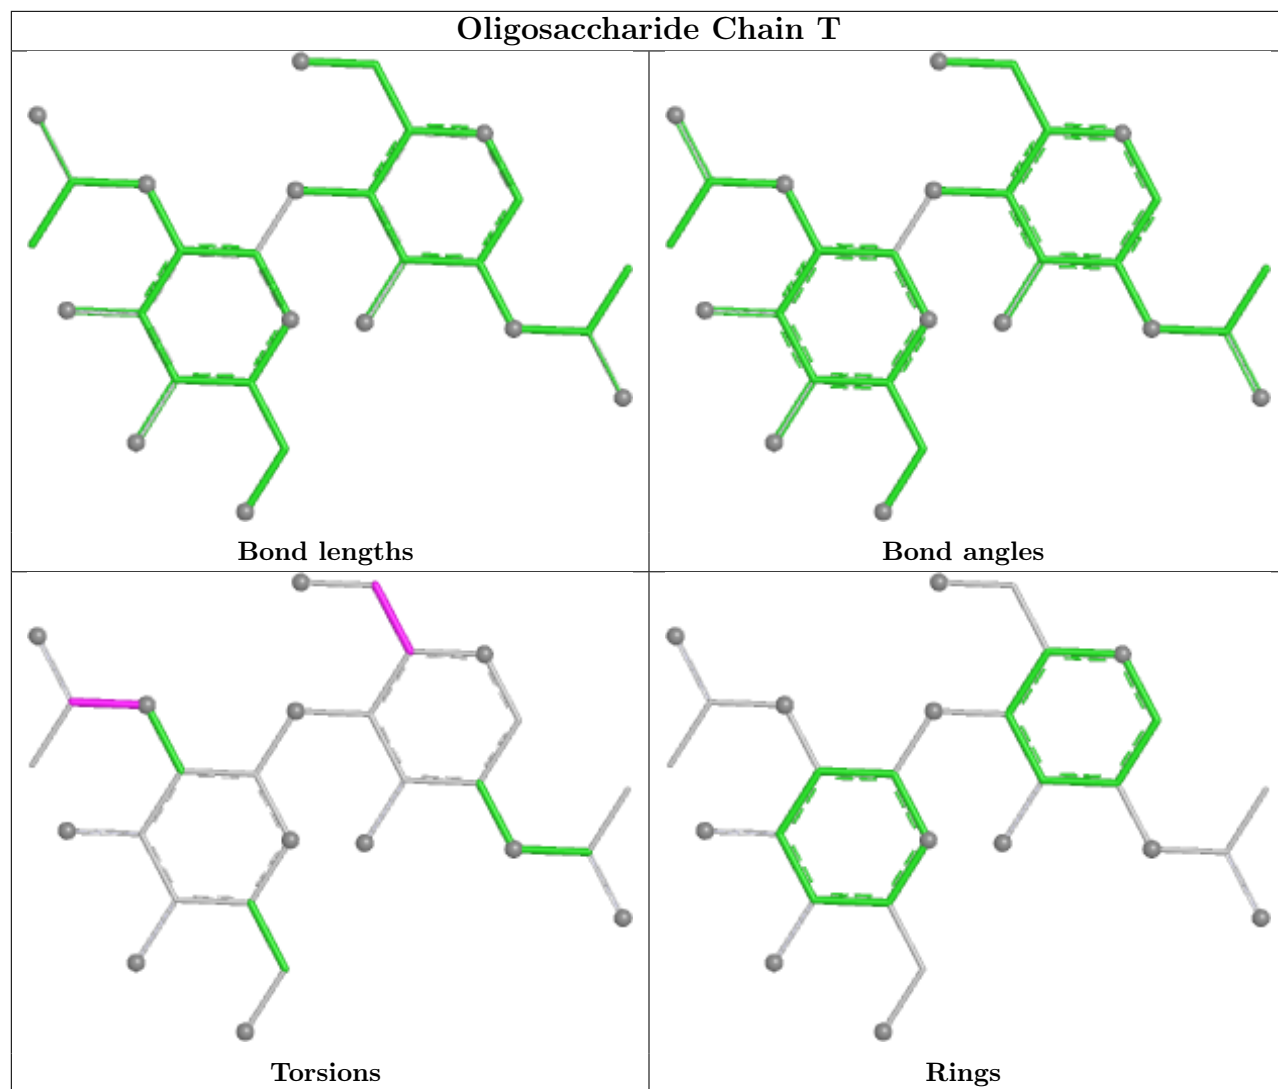 Oligosaccharide Chain T
Bond lengths
Bond angles
Torsions
Rings